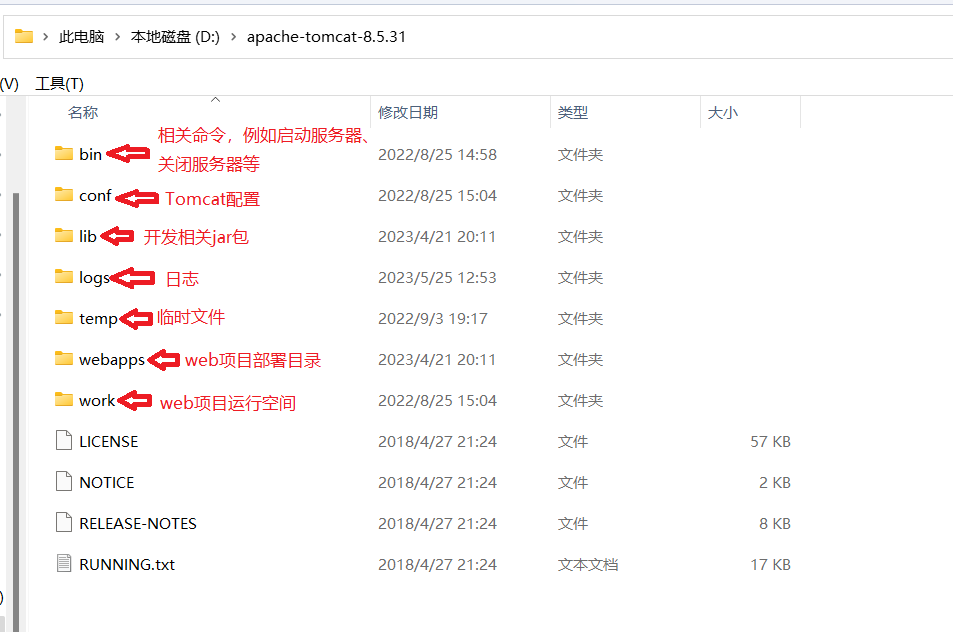 此电脑 > 本地磁盘 (D:) > apache-tomcat-8.5.31
(V) 工具(T)
名称 修改日期 类型 大小
相关命令，例如启动服务器、
关闭服务器等
bin 2022/8/25 14:58 文件夹
conf Tomcat配置 2022/8/25 15:04 文件夹
lib 开发相关jar包 2023/4/21 20:11 文件夹
logs 日志 2023/5/25 12:53 文件夹
temp 临时文件 2022/9/3 19:17 文件夹
webapps web项目部署目录 2023/4/21 20:11 文件夹
work web项目运行空间 2022/8/25 15:04 文件夹
LICENSE 2018/4/27 21:24 文件 57 KB
NOTICE 2018/4/27 21:24 文件 2 KB
RELEASE-NOTES 2018/4/27 21:24 文件 8 KB
RUNNING.txt 2018/4/27 21:24 文本文档 17 KB
)